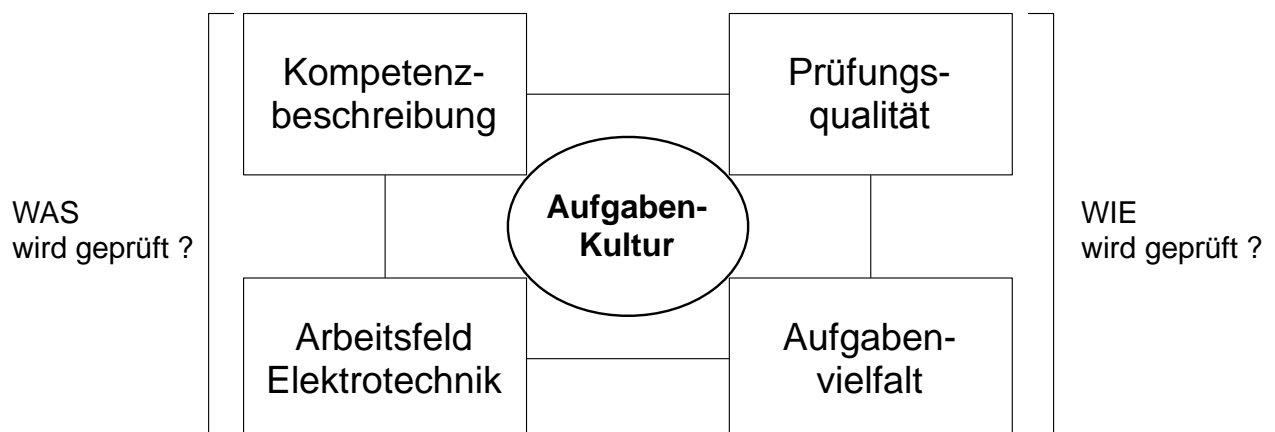 Kompetenz-
beschreibung
Prüfungs-
qualität
WAS
wird geprüft ?
Aufgaben-
Kultur
WIE
wird geprüft ?
Arbeitsfeld
Elektrotechnik
Aufgaben-
vielfalt